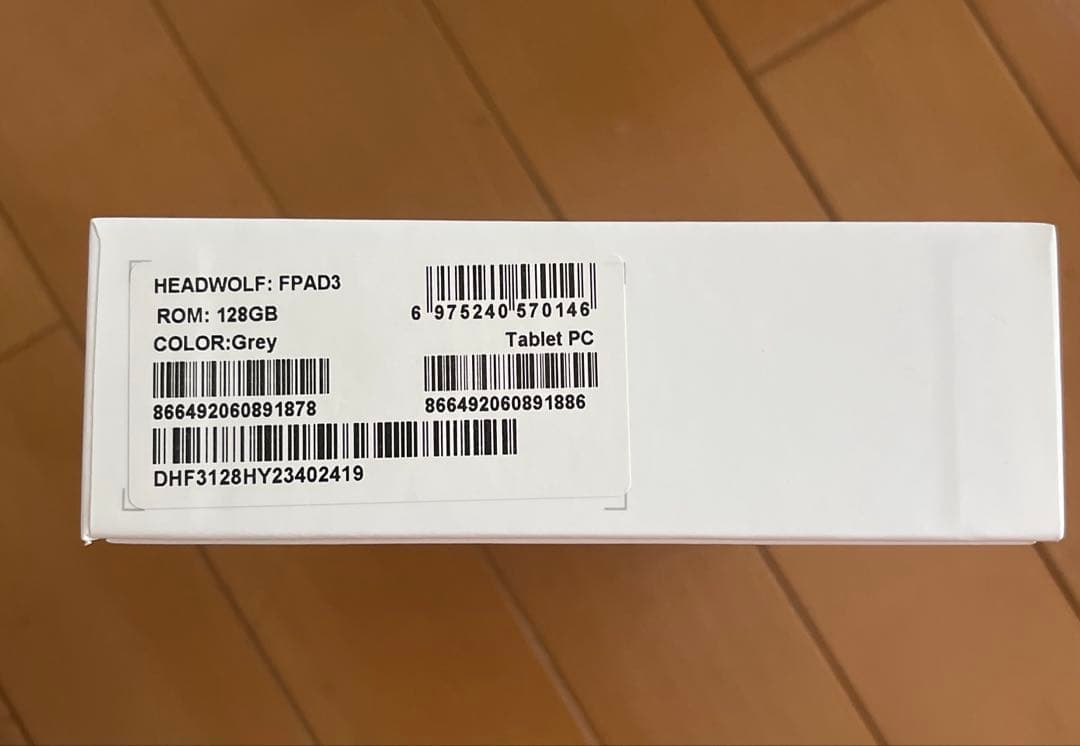 HEADWOLF: FPAD3
ROM: 128GB
COLOR:Grey
6 975240 570146
Tablet PC
866492060891878
866492060891886
DHF3128HY23402419